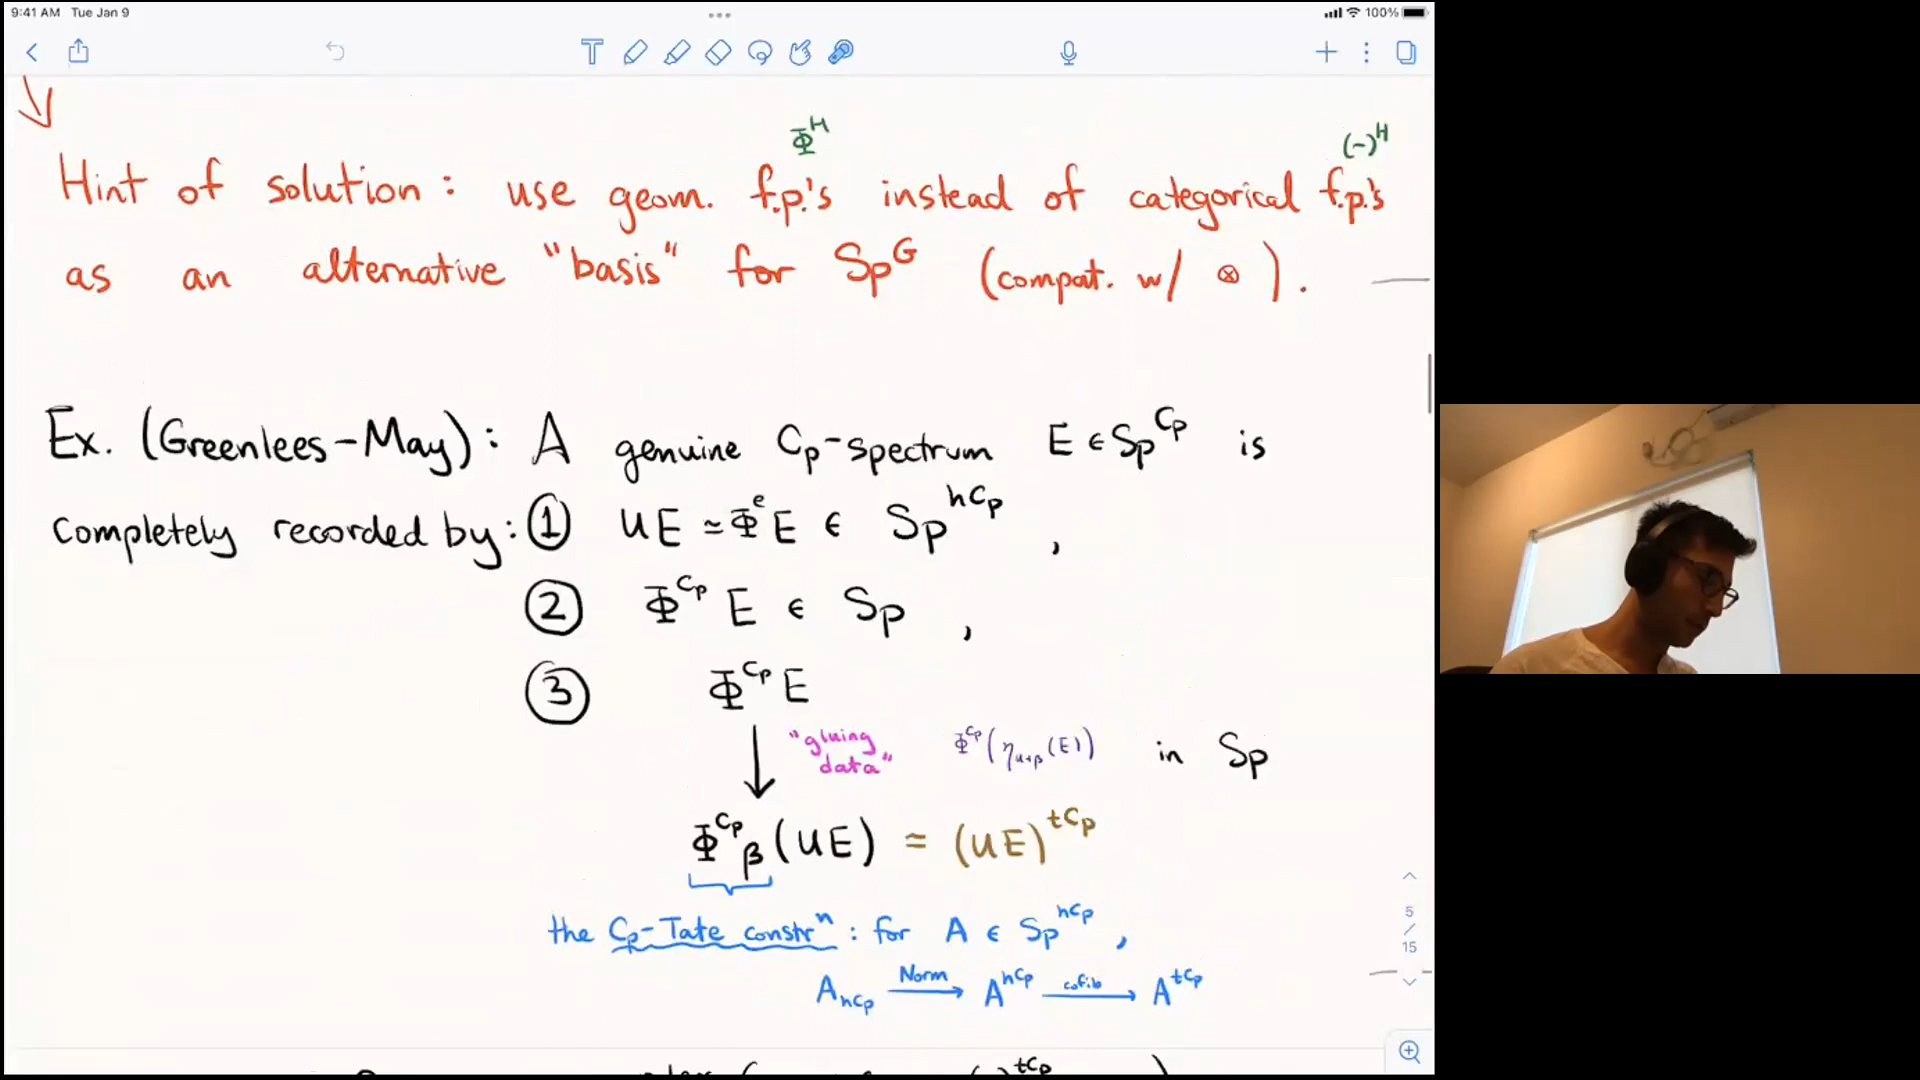 9:41 AM Tue Jan 9
100%
Φ^H (-)^H
Hint of solution: use geom. f.p.'s instead of categorical f.p.'s
as an alternative "basis" for Sp^G (compat. w/ ⊗).
Ex. (Greenlees-May): A genuine C_p-spectrum E ∈ Sp^{C_p} is
completely recorded by: ① UE ≃ Φ^e E ∈ Sp^{hC_p},
② Φ^{C_p} E ∈ Sp,
③ Φ^{C_p} E
↓ "gluing data" Φ^{C_p}(η_{u⊣β}(E)) in Sp
Φ^{C_p} β(UE) ≃ (UE)^{tC_p}
the C_p-Tate constr^n: for A ∈ Sp^{hC_p},
A_{hC_p} —Norm→ A^{hC_p} —cofib→ A^{tC_p}
5
/
15